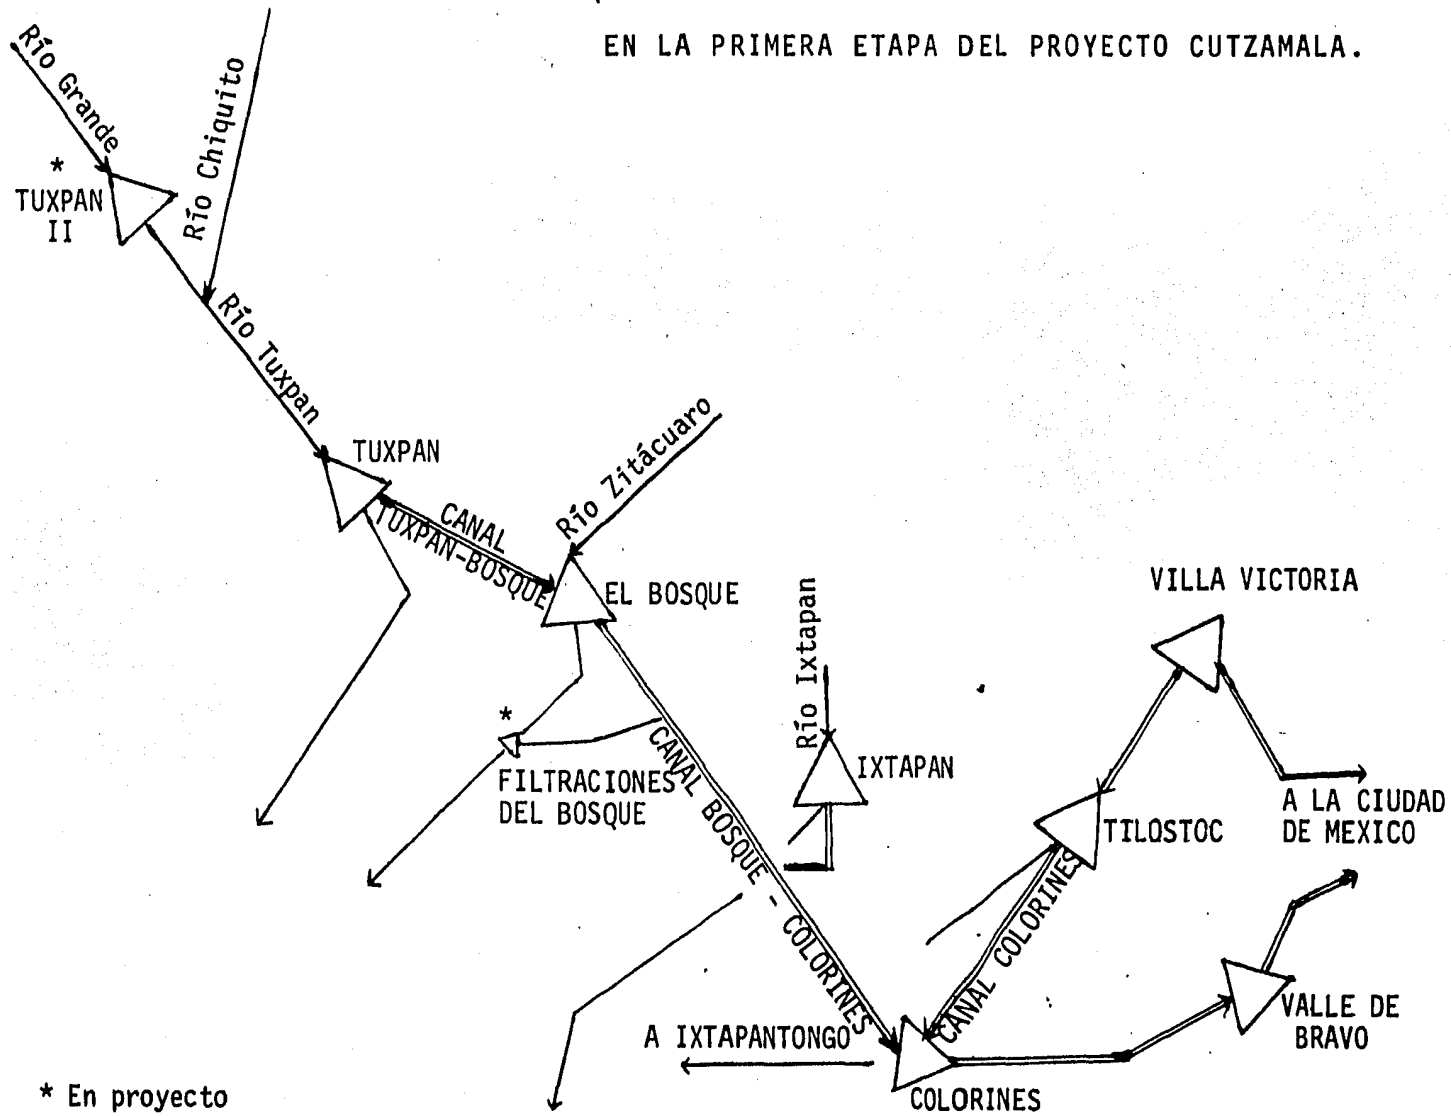 EN LA PRIMERA ETAPA DEL PROYECTO CUTZAMALA.
Río Grande
Río Chiquito
*
TUXPAN
II
Río Tuxpan
TUXPAN
CANAL
TUXPAN-BOSQUE
Río Zitácuaro
EL BOSQUE
VILLA VICTORIA
Río Ixtapan
*
FILTRACIONES
DEL BOSQUE
CANAL BOSQUE - COLORINES
IXTAPAN
A LA CIUDAD
DE MEXICO
TILOSTOC
CANAL COLORINES
VALLE DE
BRAVO
A IXTAPANTONGO
COLORINES
* En proyecto